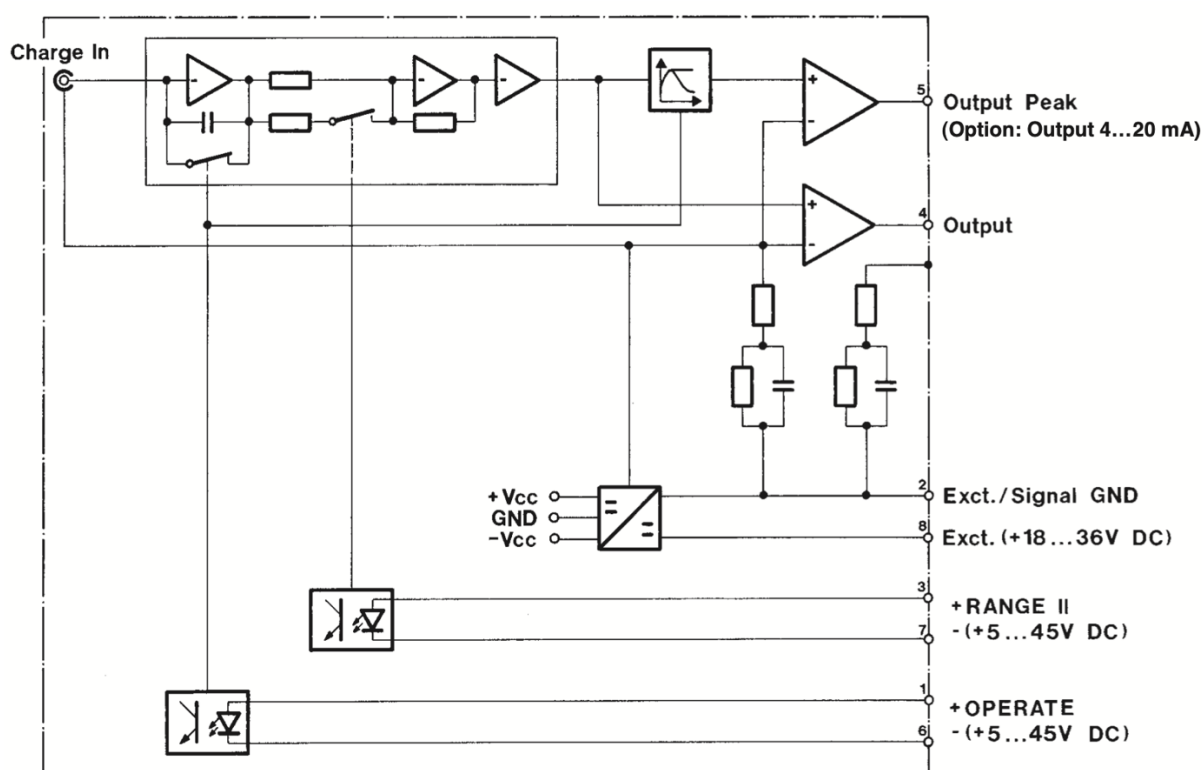 Charge In
5
Output Peak
(Option: Output 4...20 mA)
4
Output
2
Exct./Signal GND
+Vcc
GND
-Vcc
8
Exct. (+18...36V DC)
3
+RANGE II
7
-(+5...45V DC)
1
+OPERATE
6
-(+5...45V DC)